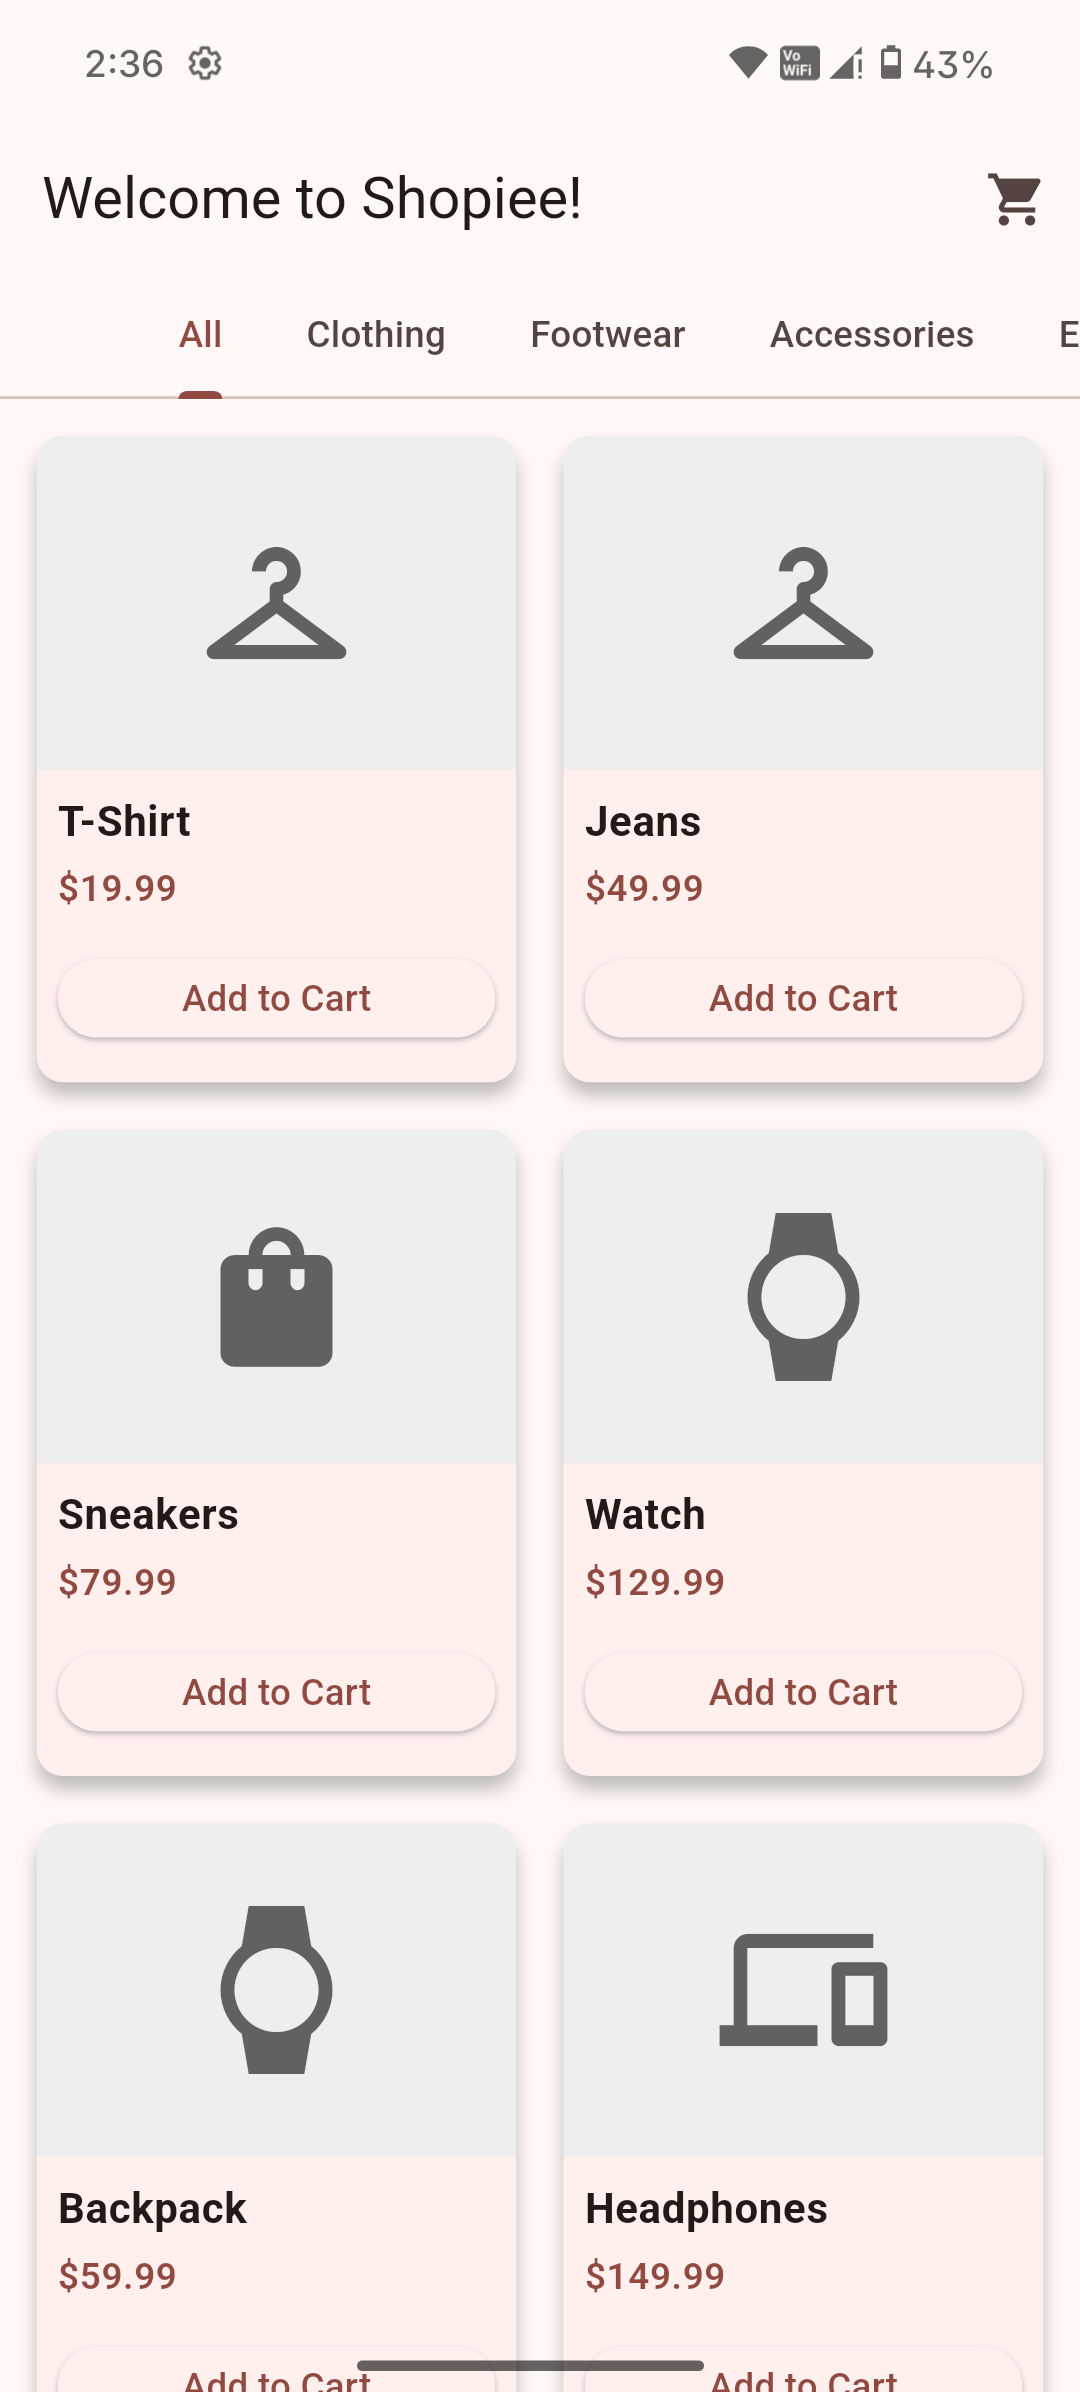 2:36
Vo
WiFi
43%
Welcome to Shopiee!
All Clothing Footwear Accessories E
T-Shirt
$19.99
Add to Cart
Jeans
$49.99
Add to Cart
Sneakers
$79.99
Add to Cart
Watch
$129.99
Add to Cart
Backpack
$59.99
Add to Cart
Headphones
$149.99
Add to Cart